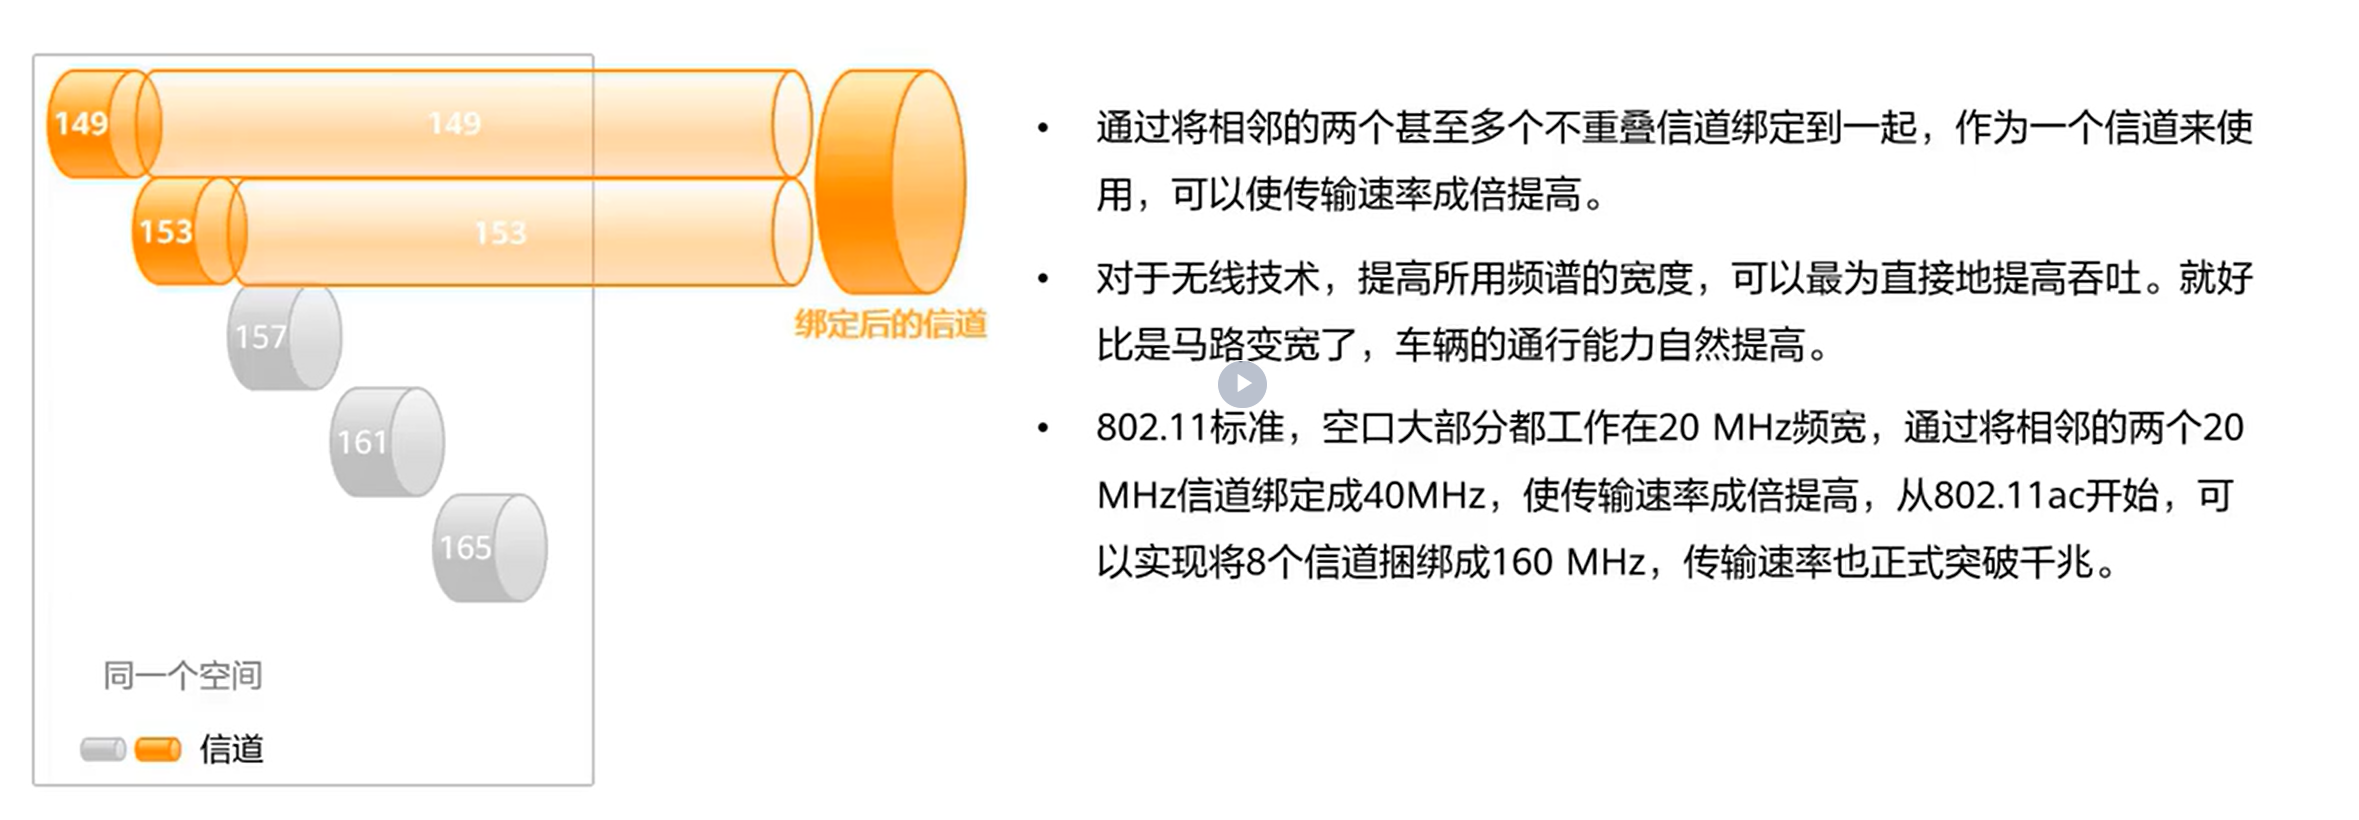 149
149
153
153
157
161
165
绑定后的信道
同一个空间
信道
• 通过将相邻的两个甚至多个不重叠信道绑定到一起，作为一个信道来使
用，可以使传输速率成倍提高。
• 对于无线技术，提高所用频谱的宽度，可以最为直接地提高吞吐。就好
比是马路变宽了，车辆的通行能力自然提高。
• 802.11标准，空口大部分都工作在20 MHz频宽，通过将相邻的两个20
MHz信道绑定成40MHz，使传输速率成倍提高，从802.11ac开始，可
以实现将8个信道捆绑成160 MHz，传输速率也正式突破千兆。